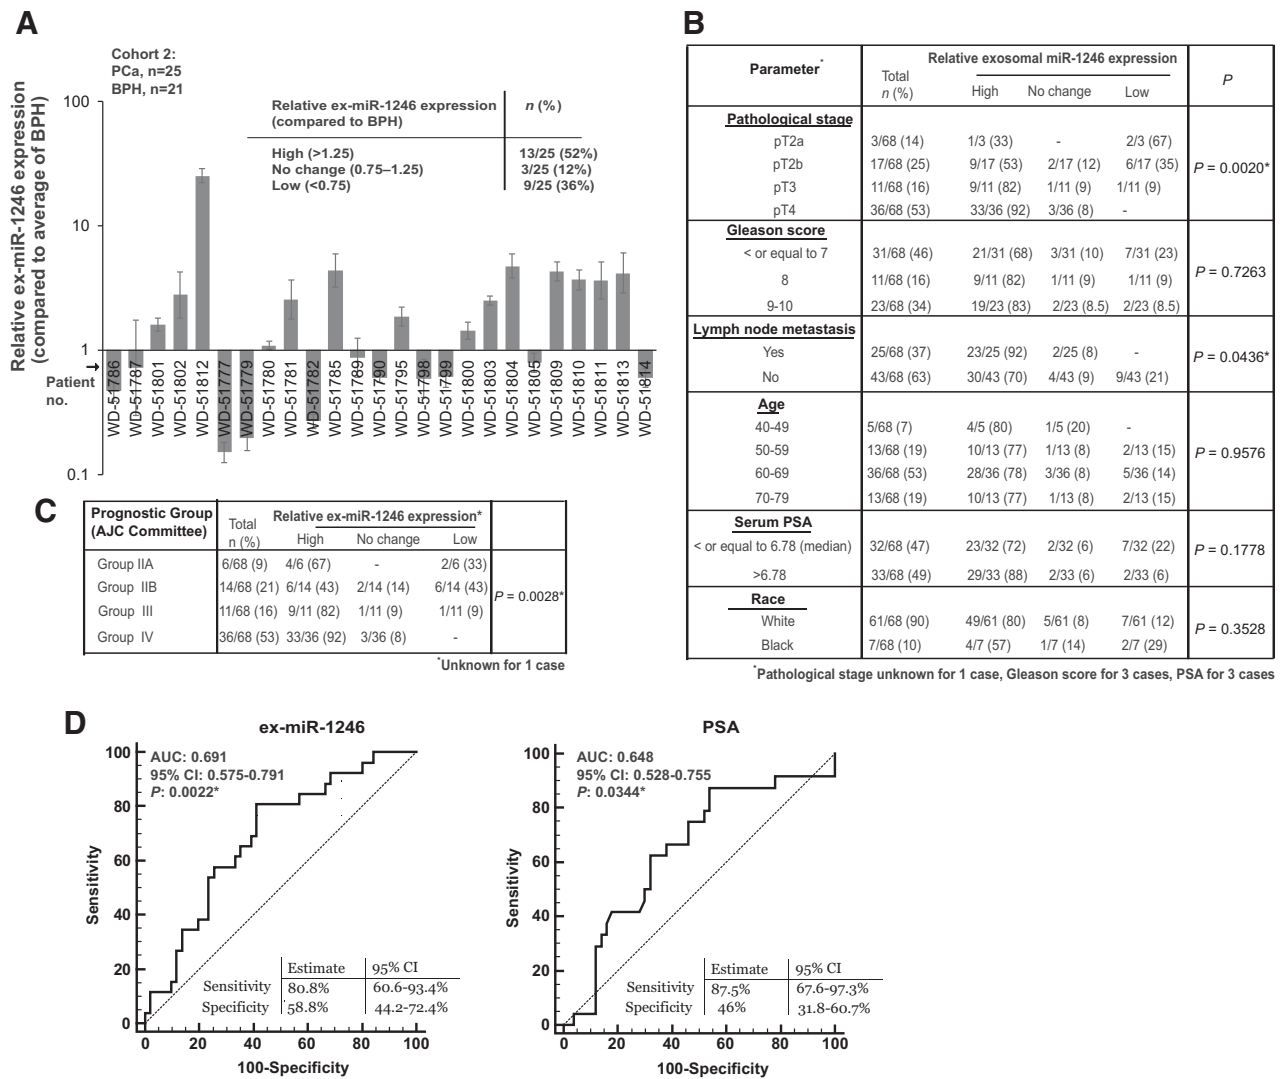 A
Cohort 2:
PCa, n=25
BPH, n=21
Relative ex-miR-1246 expression
(compared to average of BPH)
100
10
1
0.1
Relative ex-miR-1246 expression
(compared to BPH)
n (%)
High (>1.25) 13/25 (52%)
No change (0.75–1.25) 3/25 (12%)
Low (<0.75) 9/25 (36%)
Patient
no.
WD-51786
WD-51787
WD-51801
WD-51802
WD-51812
WD-51777
WD-51779
WD-51780
WD-51781
WD-51782
WD-51785
WD-51789
WD-51790
WD-51795
WD-51798
WD-51799
WD-51800
WD-51803
WD-51804
WD-51805
WD-51809
WD-51810
WD-51811
WD-51813
WD-51814
B
Parameter*
Total
n (%)
Relative exosomal miR-1246 expression
High No change Low
P
Pathological stage
pT2a 3/68 (14) 1/3 (33) - 2/3 (67)
pT2b 17/68 (25) 9/17 (53) 2/17 (12) 6/17 (35)
pT3 11/68 (16) 9/11 (82) 1/11 (9) 1/11 (9)
pT4 36/68 (53) 33/36 (92) 3/36 (8) -
P = 0.0020*
Gleason score
< or equal to 7 31/68 (46) 21/31 (68) 3/31 (10) 7/31 (23)
8 11/68 (16) 9/11 (82) 1/11 (9) 1/11 (9)
9-10 23/68 (34) 19/23 (83) 2/23 (8.5) 2/23 (8.5)
P = 0.7263
Lymph node metastasis
Yes 25/68 (37) 23/25 (92) 2/25 (8) -
No 43/68 (63) 30/43 (70) 4/43 (9) 9/43 (21)
P = 0.0436*
Age
40-49 5/68 (7) 4/5 (80) 1/5 (20) -
50-59 13/68 (19) 10/13 (77) 1/13 (8) 2/13 (15)
60-69 36/68 (53) 28/36 (78) 3/36 (8) 5/36 (14)
70-79 13/68 (19) 10/13 (77) 1/13 (8) 2/13 (15)
P = 0.9576
Serum PSA
< or equal to 6.78 (median) 32/68 (47) 23/32 (72) 2/32 (6) 7/32 (22)
>6.78 33/68 (49) 29/33 (88) 2/33 (6) 2/33 (6)
P = 0.1778
Race
White 61/68 (90) 49/61 (80) 5/61 (8) 7/61 (12)
Black 7/68 (10) 4/7 (57) 1/7 (14) 2/7 (29)
P = 0.3528
*Pathological stage unknown for 1 case, Gleason score for 3 cases, PSA for 3 cases
C
Prognostic Group
(AJC Committee)
Total
n (%)
Relative ex-miR-1246 expression*
High No change Low
Group IIA 6/68 (9) 4/6 (67) - 2/6 (33)
Group IIB 14/68 (21) 6/14 (43) 2/14 (14) 6/14 (43)
Group III 11/68 (16) 9/11 (82) 1/11 (9) 1/11 (9)
Group IV 36/68 (53) 33/36 (92) 3/36 (8) -
P = 0.0028*
*Unknown for 1 case
D
ex-miR-1246
AUC: 0.691
95% CI: 0.575-0.791
P: 0.0022*
Sensitivity
100
80
60
40
20
0
Estimate 95% CI
Sensitivity 80.8% 60.6-93.4%
Specificity 58.8% 44.2-72.4%
0 20 40 60 80 100
100-Specificity
PSA
AUC: 0.648
95% CI: 0.528-0.755
P: 0.0344*
Sensitivity
100
80
60
40
20
0
Estimate 95% CI
Sensitivity 87.5% 67.6-97.3%
Specificity 46% 31.8-60.7%
0 20 40 60 80 100
100-Specificity